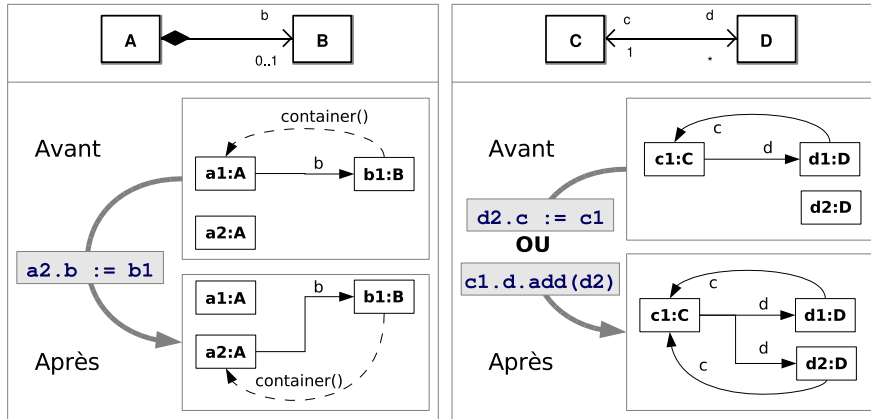 A
b
0..1
B
Avant
container()
a1:A
b
b1:B
a2:A
a2.b := b1
Après
a1:A
b
b1:B
a2:A
container()
C
c
1
d
*
D
Avant
c
c1:C
d
d1:D
d2:D
d2.c := c1
OU
c1.d.add(d2)
Après
c
c1:C
d
d1:D
d
d2:D
c